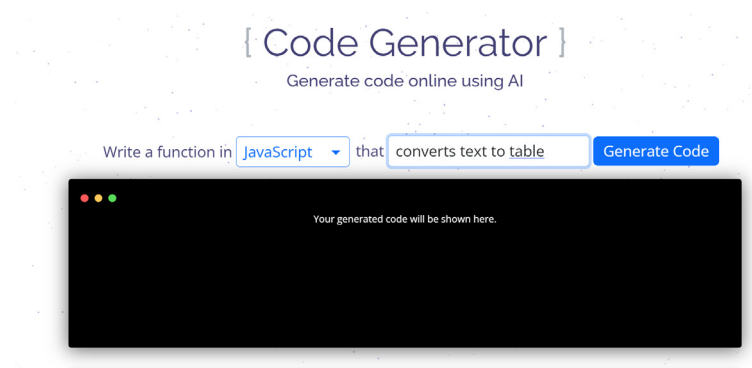 { Code Generator }
Generate code online using AI
Write a function in JavaScript that converts text to table Generate Code
Your generated code will be shown here.